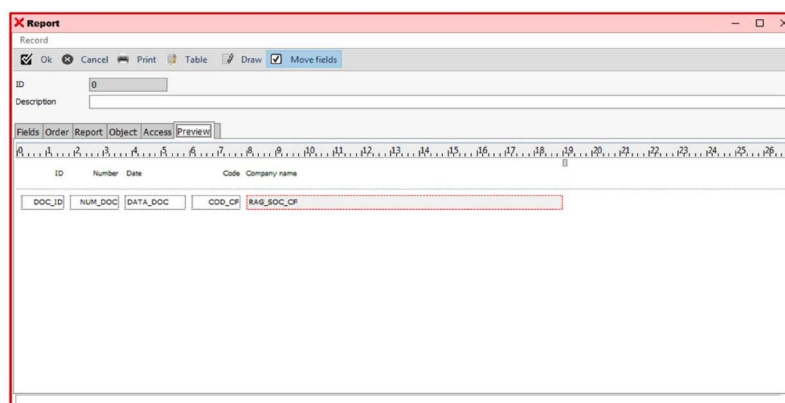 Report
Record
Ok Cancel Print Table Draw Move fields
ID 0
Description
Fields Order Report Object Access Preview
0 1 2 3 4 5 6 7 8 9 10 11 12 13 14 15 16 17 18 19 20 21 22 23 24 25 26
ID Number Date Code Company name
DOC_ID NUM_DOC DATA_DOC COD_CF RAG_SOC_CF